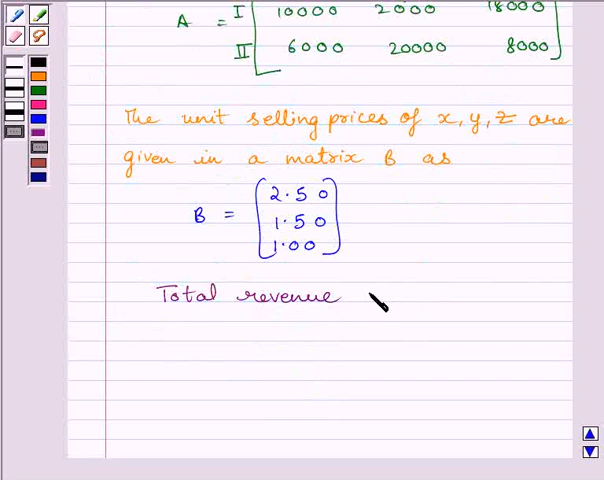 I 10000 2000 18000
A =
II 6000 20000 8000
The unit selling prices of x, y, z are
given in a matrix B as
2.50
B = 1.50
1.00
Total revenue